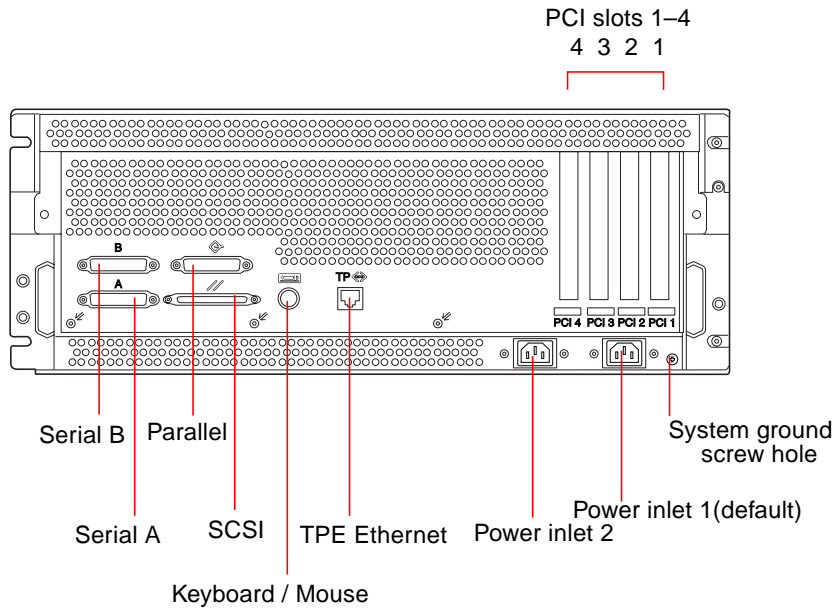 PCI slots 1–4
4 3 2 1
B
A
TP
PCI 4 PCI 3 PCI 2 PCI 1
Serial B
Parallel
System ground
screw hole
Serial A
SCSI
TPE Ethernet
Power inlet 2
Power inlet 1(default)
Keyboard / Mouse